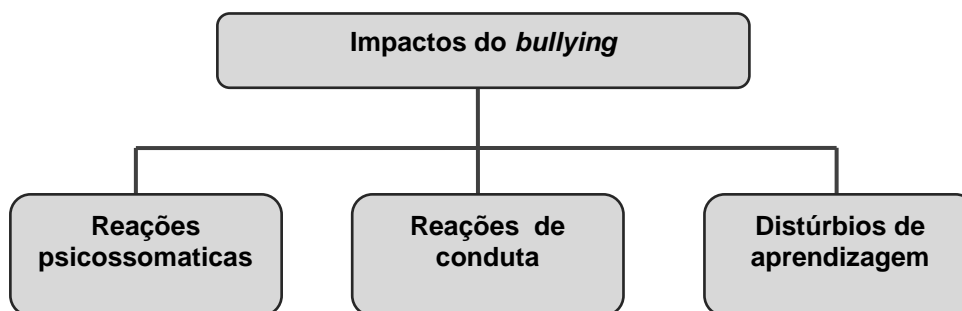 Impactos do bullying
Reações
psicossomaticas
Reações de
conduta
Distúrbios de
aprendizagem